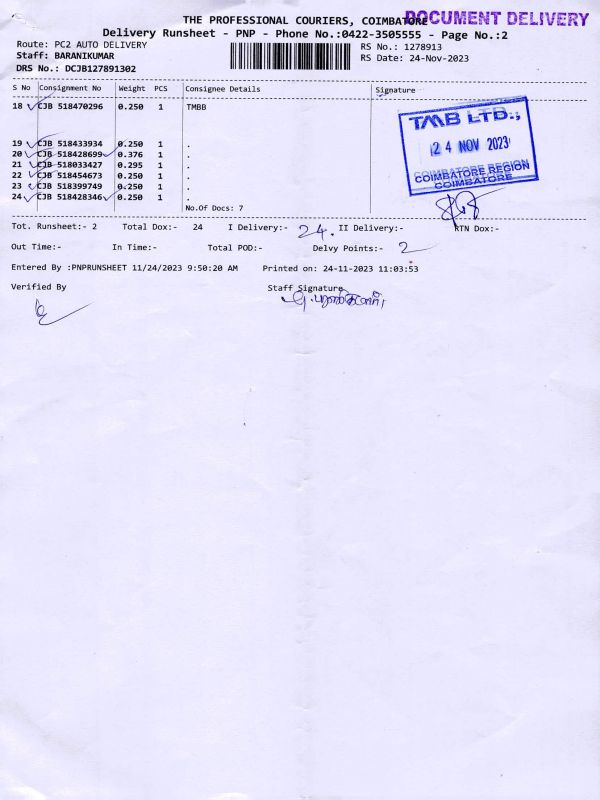 THE PROFESSIONAL COURIERS, COIMBATORE
DOCUMENT DELIVERY
Delivery Runsheet - PNP - Phone No.:0422-3505555 - Page No.:2
Route: PC2 AUTO DELIVERY
RS No.: 1278913
Staff: BARANIKUMAR
RS Date: 24-Nov-2023
DRS No.: DCJB127891302
S No Consignment No Weight PCS Consignee Details Signature
18 CJB 518470296 0.250 1 TMBB
TMB LTD.,
24 NOV 2023
COIMBATORE REGION
COIMBATORE
19 CJB 518433934 0.250 1 .
20 CJB 518428699 0.376 1 .
21 CJB 518033427 0.295 1 .
22 CJB 518454673 0.250 1 .
23 CJB 518399749 0.250 1 .
24 CJB 518428346 0.250 1 .
No.Of Docs: 7
Tot. Runsheet:- 2 Total Dox:- 24 I Delivery:- 24. II Delivery:- RTN Dox:-
Out Time:- In Time:- Total POD:- Delvy Points:- 2
Entered By :PNPRUNSHEET 11/24/2023 9:50:20 AM Printed on: 24-11-2023 11:03:53
Verified By Staff Signature